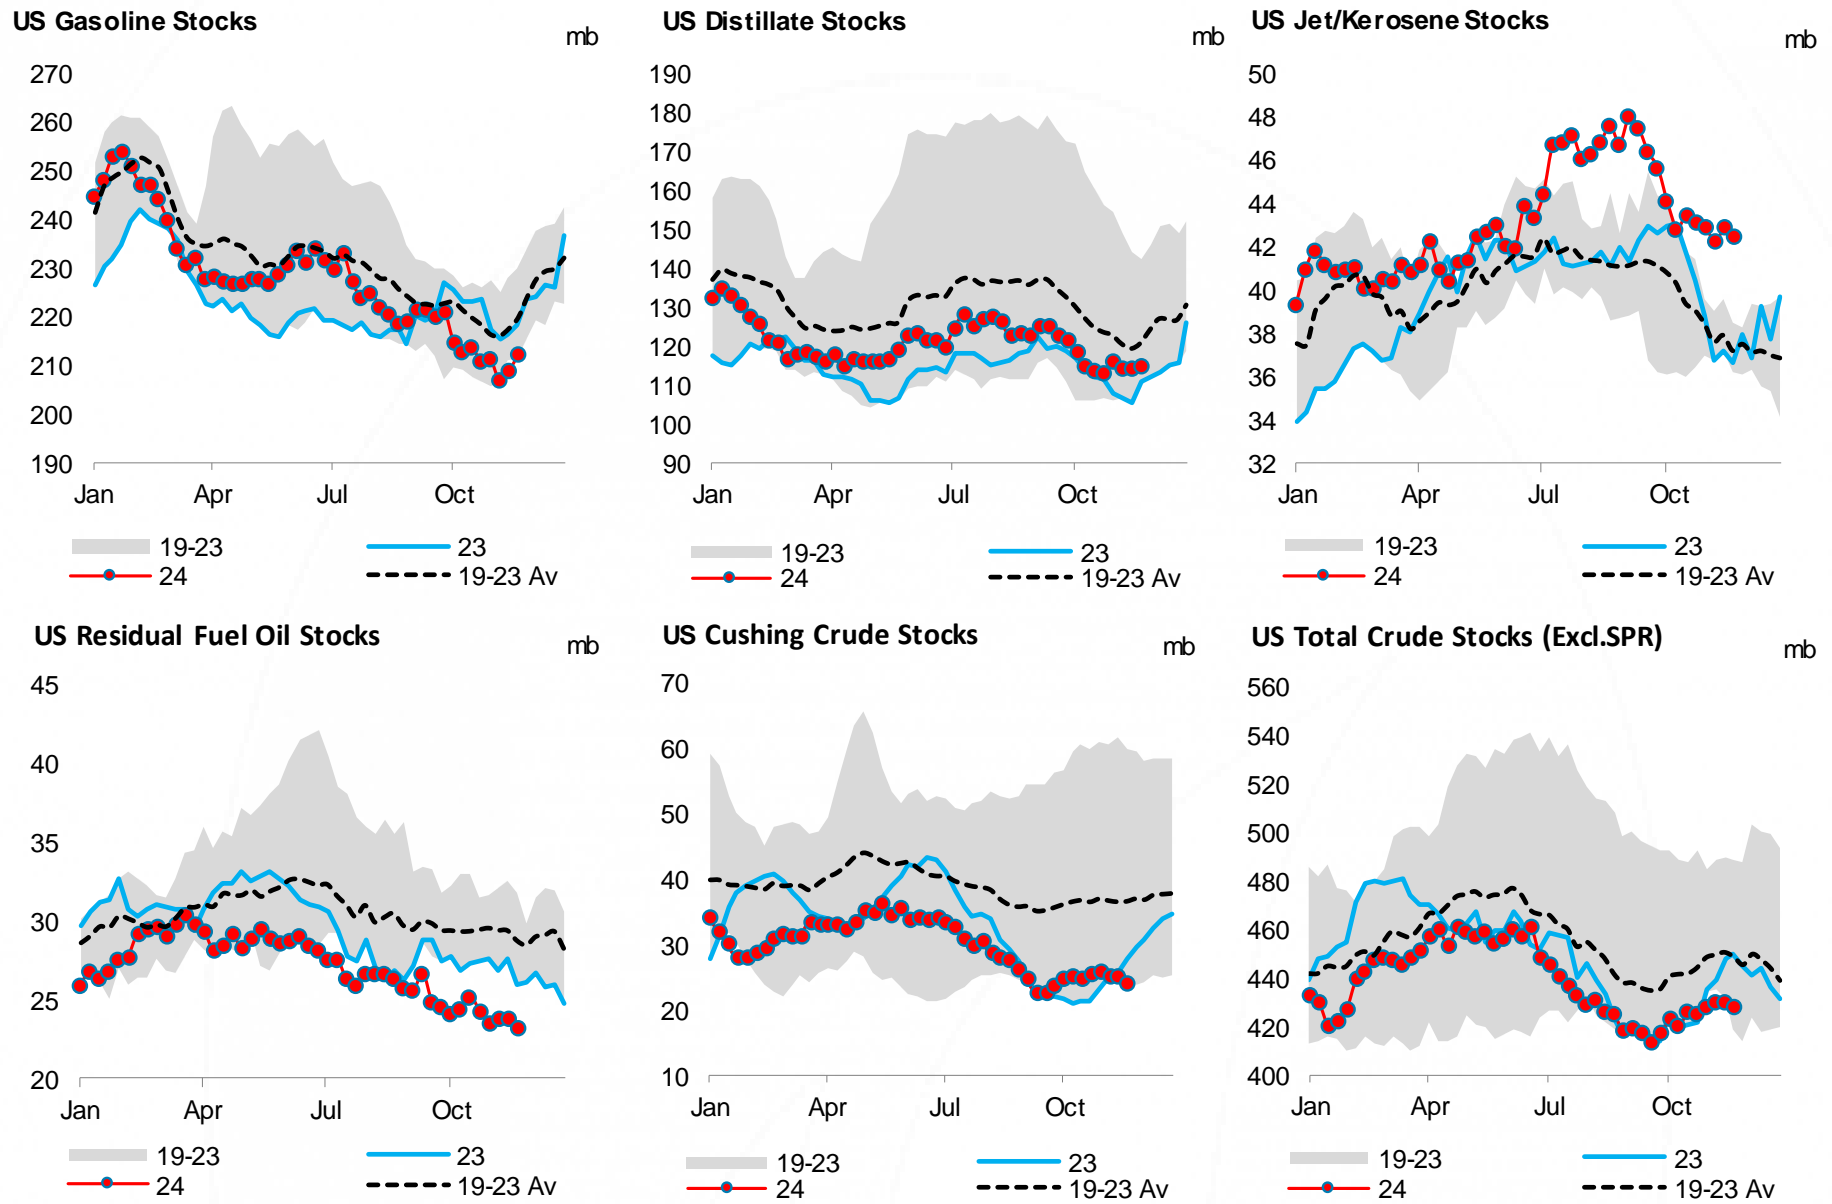 US Gasoline Stocks
mb
270
260
250
240
230
220
210
200
190
Jan Apr Jul Oct
19-23 23
24 19-23 Av
US Distillate Stocks
mb
190
180
170
160
150
140
130
120
110
100
90
Jan Apr Jul Oct
19-23 23
24 19-23 Av
US Jet/Kerosene Stocks
mb
50
48
46
44
42
40
38
36
34
32
Jan Apr Jul Oct
19-23 23
24 19-23 Av
US Residual Fuel Oil Stocks
mb
45
40
35
30
25
20
Jan Apr Jul Oct
19-23 23
24 19-23 Av
US Cushing Crude Stocks
mb
70
60
50
40
30
20
10
Jan Apr Jul Oct
19-23 23
24 19-23 Av
US Total Crude Stocks (Excl.SPR)
mb
560
540
520
500
480
460
440
420
400
Jan Apr Jul Oct
19-23 23
24 19-23 Av